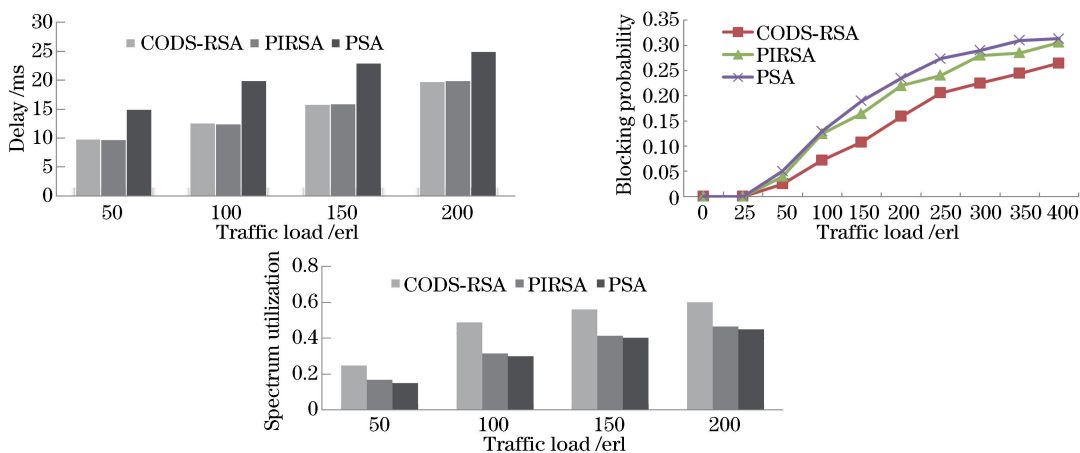 30
25
20
15
10
5
0
Delay /ms
CODS-RSA PIRSA PSA
50 100 150 200
Traffic load /erl
0.35
0.30
0.25
0.20
0.15
0.10
0.05
0
Blocking probability
CODS-RSA
PIRSA
PSA
0 25 50 100 150 200 250 300 350 400
Traffic load /erl
0.8
0.6
0.4
0.2
0
Spectrum utilization
CODS-RSA PIRSA PSA
50 100 150 200
Traffic load /erl